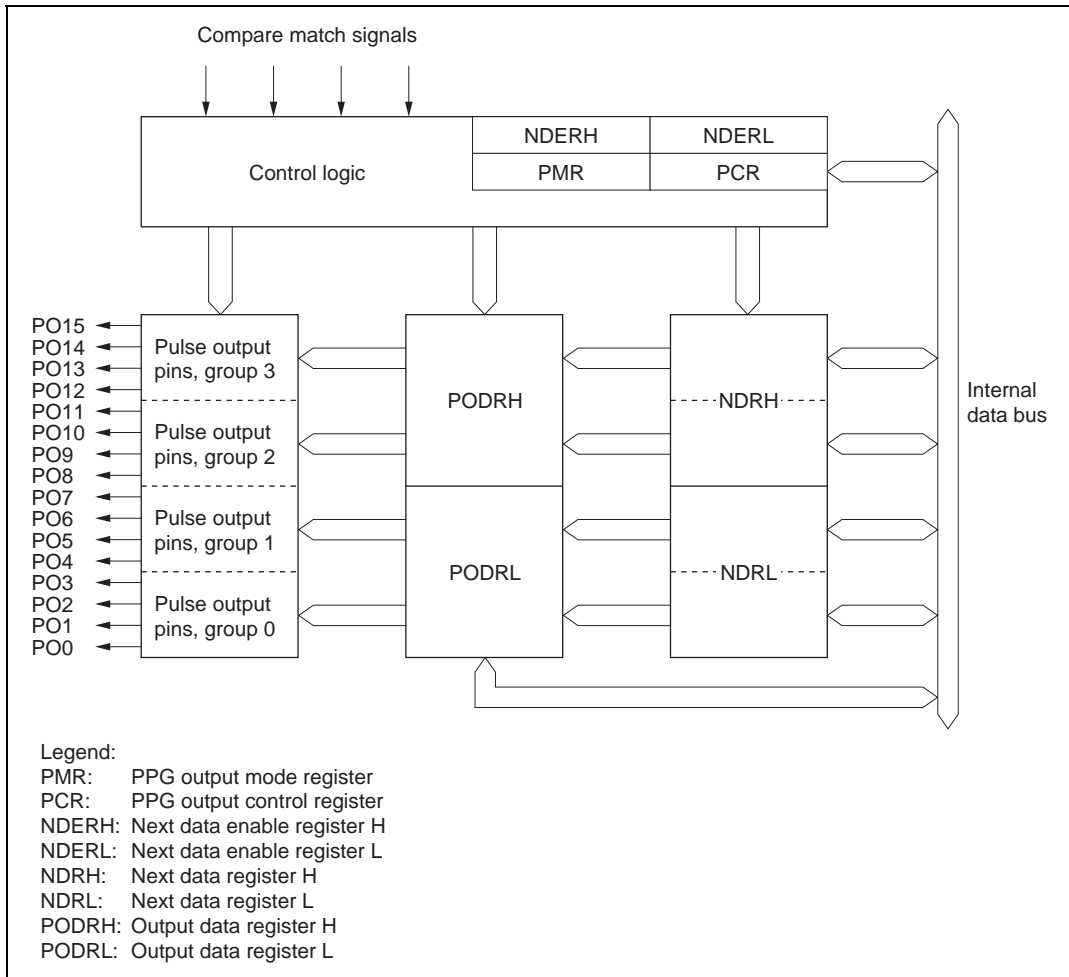 Compare match signals
NDERH NDERL
Control logic PMR PCR
PO15
PO14
PO13
PO12
PO11
PO10
PO9
PO8
PO7
PO6
PO5
PO4
PO3
PO2
PO1
PO0
Pulse output
pins, group 3
Pulse output
pins, group 2
Pulse output
pins, group 1
Pulse output
pins, group 0
PODRH
PODRL
NDRH
NDRL
Internal
data bus
Legend:
PMR: PPG output mode register
PCR: PPG output control register
NDERH: Next data enable register H
NDERL: Next data enable register L
NDRH: Next data register H
NDRL: Next data register L
PODRH: Output data register H
PODRL: Output data register L